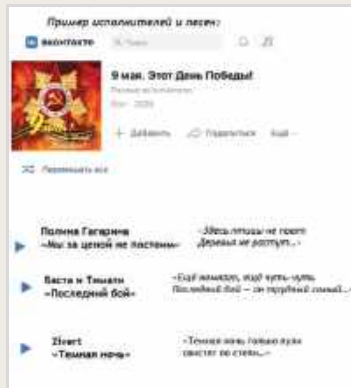 Пример исполнителей и песен:
вконтакте
Поиск
9 мая. Этот День Победы!
+ Добавить Поделиться Ещё
Перемешать все
Полина Гагарина
«Мы за ценой не постоим»
«Здесь птицы не поют
Деревья не растут...»
Баста и Тимати
«Последний бой»
«Ещё немного, ещё чуть-чуть
Последний бой – он трудный самый...»
Zivert
«Темная ночь»
«Темная ночь только пули
свистят по степи...»